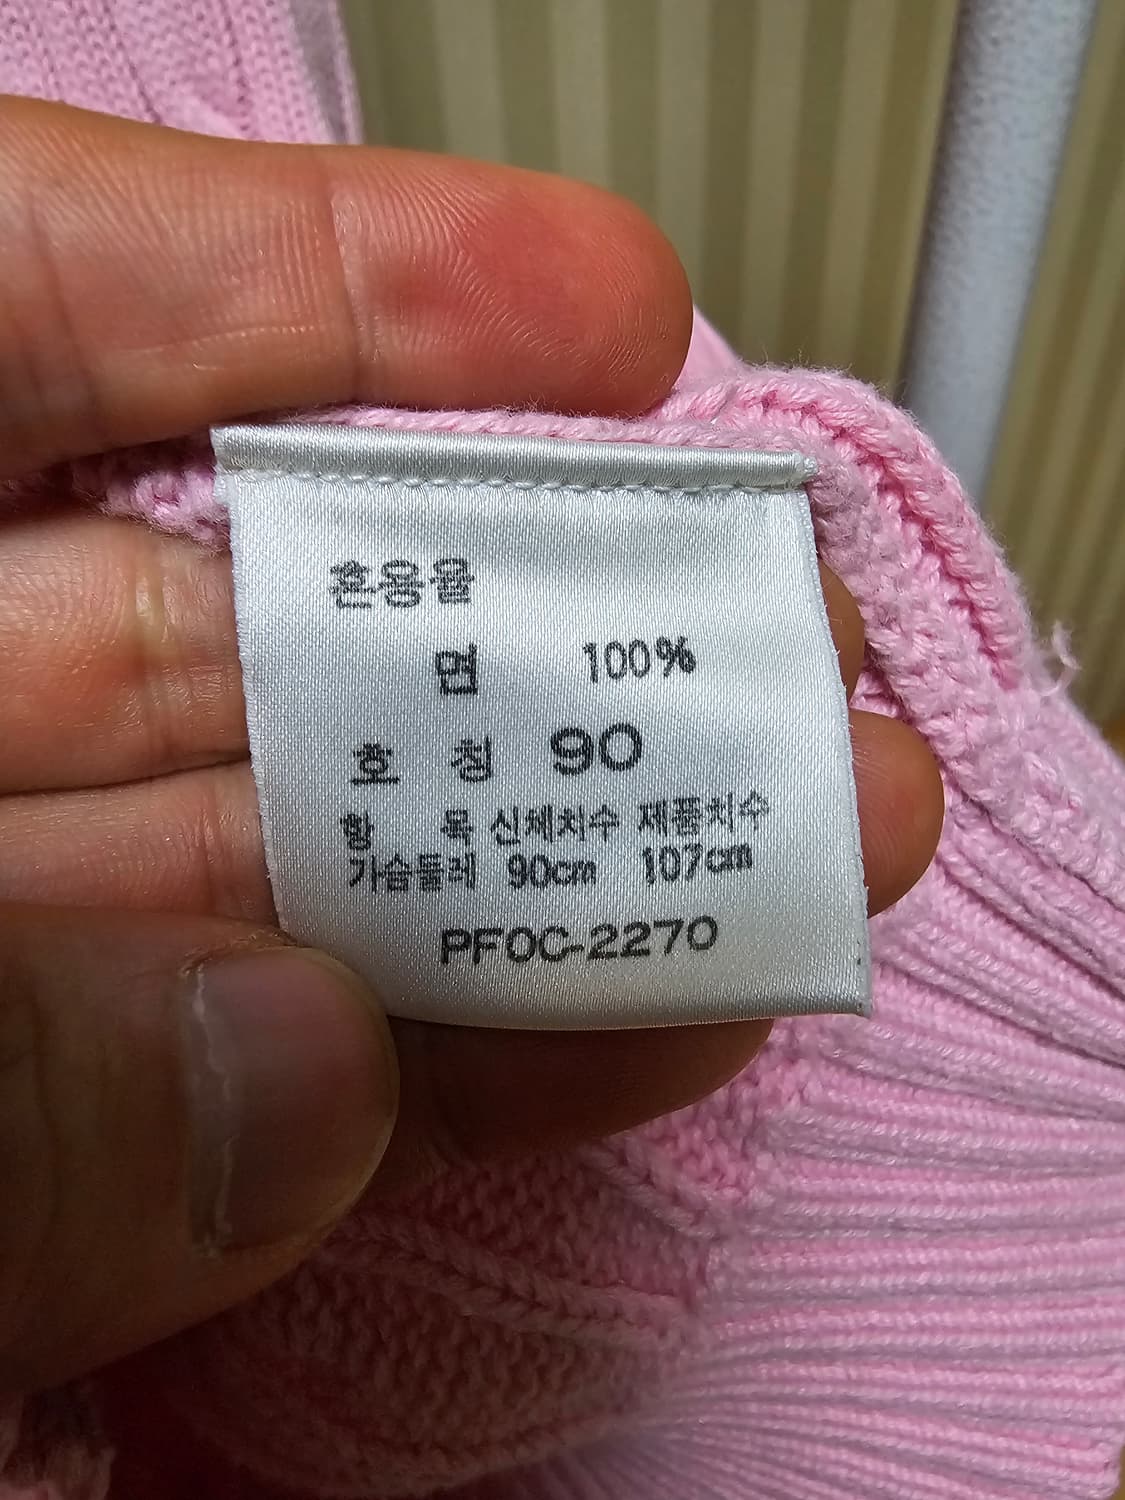 혼용율
면 100%
호 칭 90
항 목 신체치수 제품치수
가슴둘레 90cm 107cm
PF0C-2270